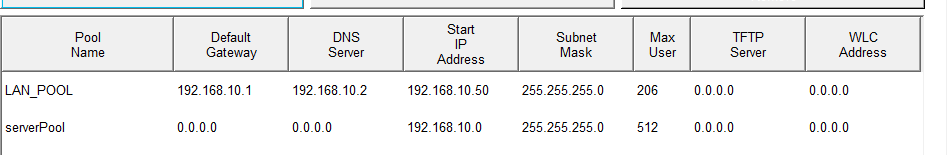 Pool Name Default Gateway DNS Server Start IP Address Subnet Mask Max User TFTP Server WLC Address
LAN_POOL 192.168.10.1 192.168.10.2 192.168.10.50 255.255.255.0 206 0.0.0.0 0.0.0.0
serverPool 0.0.0.0 0.0.0.0 192.168.10.0 255.255.255.0 512 0.0.0.0 0.0.0.0